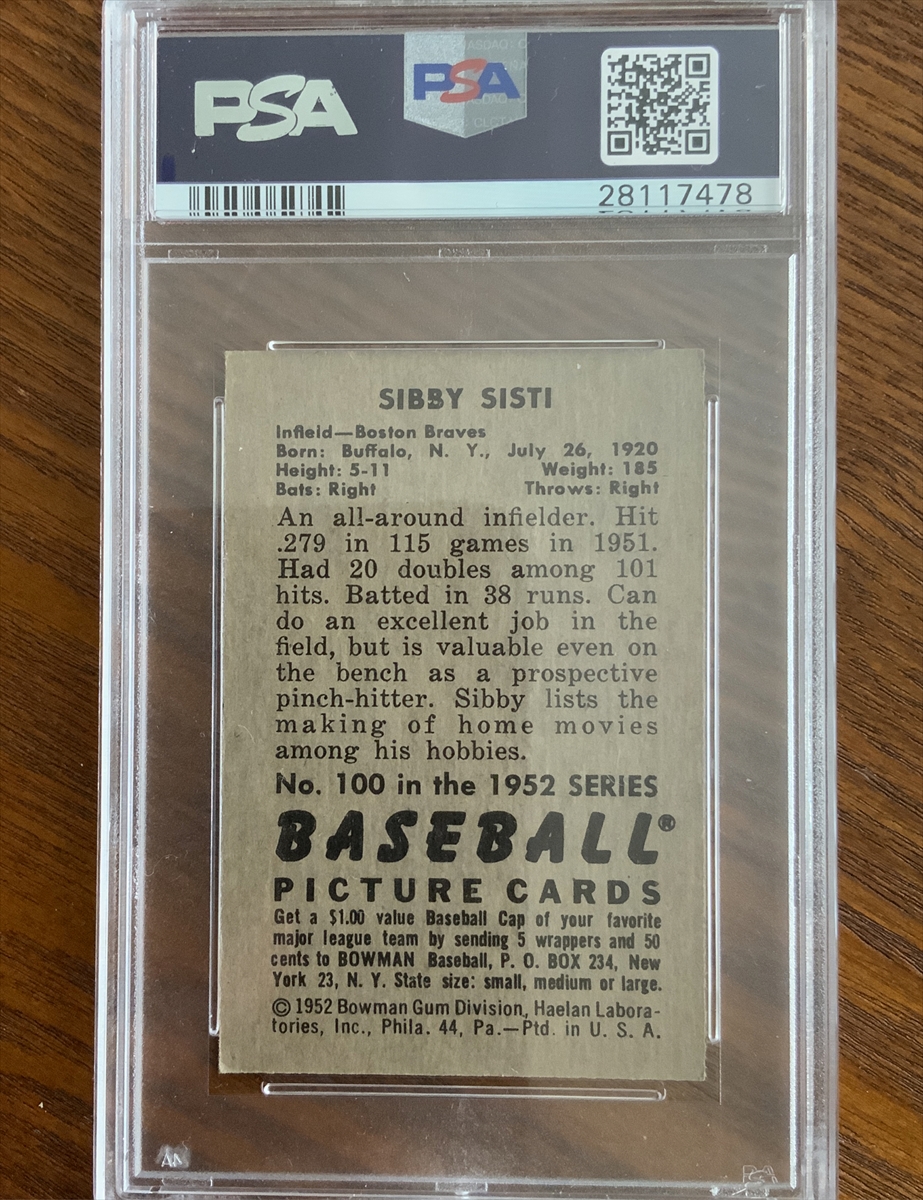 PSA
PSA
28117478
SIBBY SISTI
Infield—Boston Braves
Born: Buffalo, N. Y., July 26, 1920
Height: 5-11 Weight: 185
Bats: Right Throws: Right
An all-around infielder. Hit
.279 in 115 games in 1951.
Had 20 doubles among 101
hits. Batted in 38 runs. Can
do an excellent job in the
field, but is valuable even on
the bench as a prospective
pinch-hitter. Sibby lists the
making of home movies
among his hobbies.
No. 100 in the 1952 SERIES
BASEBALL®
PICTURE CARDS
Get a $1.00 value Baseball Cap of your favorite
major league team by sending 5 wrappers and 50
cents to BOWMAN Baseball, P. O. BOX 234, New
York 23, N. Y. State size: small, medium or large.
© 1952 Bowman Gum Division, Haelan Labora-
tories, Inc., Phila. 44, Pa.—Ptd. in U. S. A.
PSA